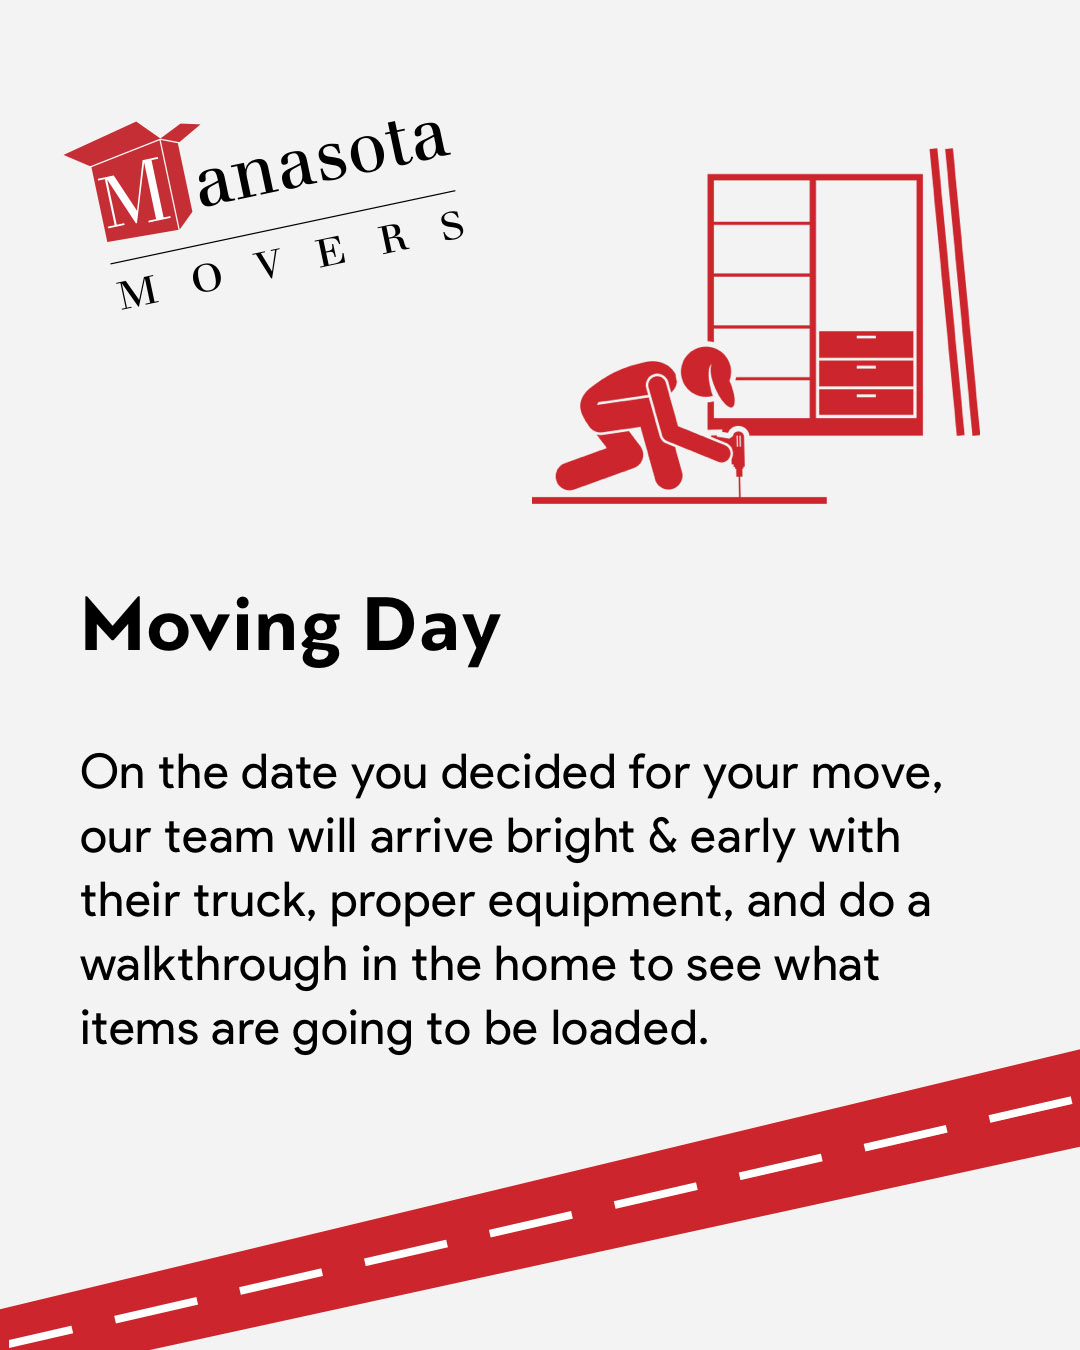 Manasota
MOVERS
Moving Day
On the date you decided for your move,
our team will arrive bright & early with
their truck, proper equipment, and do a
walkthrough in the home to see what
items are going to be loaded.